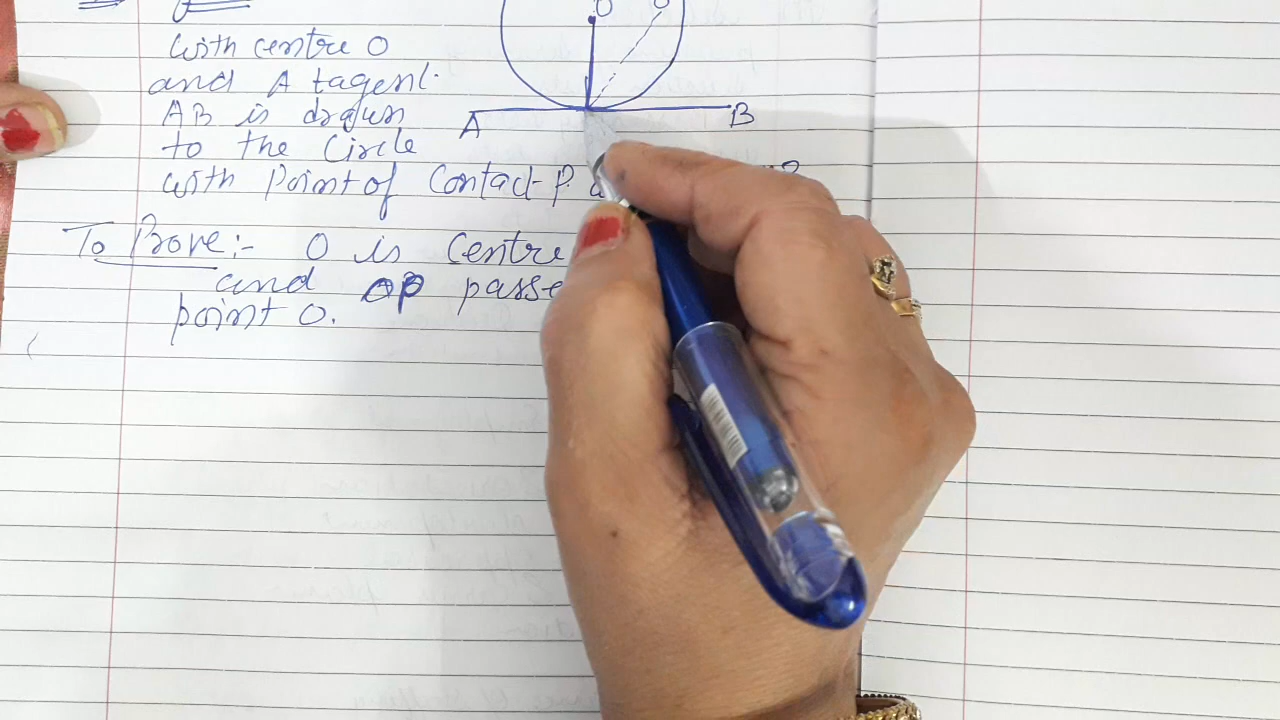 with centre O
and A tagent.
AB is drawn
to the Circle
with Point of Contact P.
To Prove:- O is centre
and OP passe
point O.
O
A
B